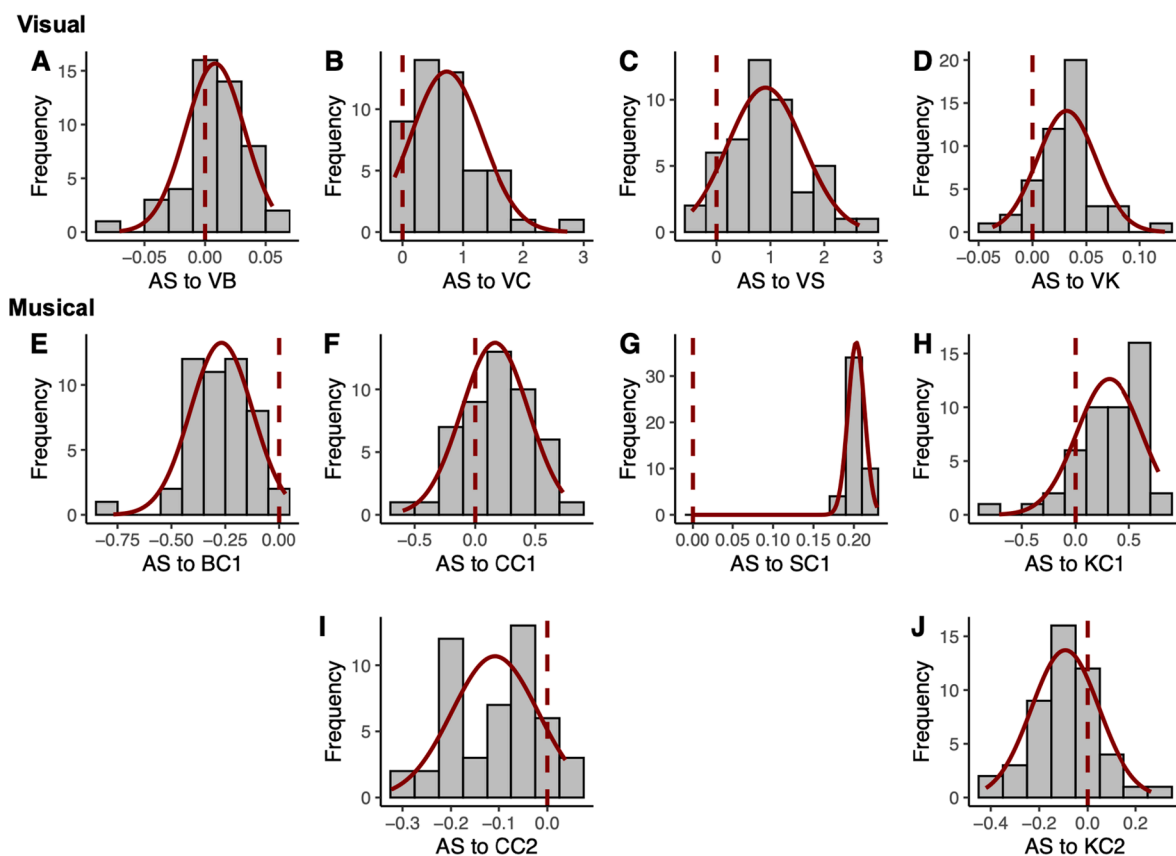 Visual
A B C D
Frequency Frequency Frequency Frequency
15 10 5 0
10 5 0
10 5 0
20 15 10 5 0
−0.05 0.00 0.05
0 1 2 3
0 1 2 3
−0.05 0.00 0.05 0.10
AS to VB AS to VC AS to VS AS to VK
Musical
E F G H
Frequency Frequency Frequency Frequency
10 5 0
10 5 0
30 20 10 0
15 10 5 0
−0.75 −0.50 −0.25 0.00
−0.5 0.0 0.5
0.00 0.05 0.10 0.15 0.20
−0.5 0.0 0.5
AS to BC1 AS to CC1 AS to SC1 AS to KC1
I J
Frequency Frequency
10 5 0
15 10 5 0
−0.3 −0.2 −0.1 0.0
−0.4 −0.2 0.0 0.2
AS to CC2 AS to KC2